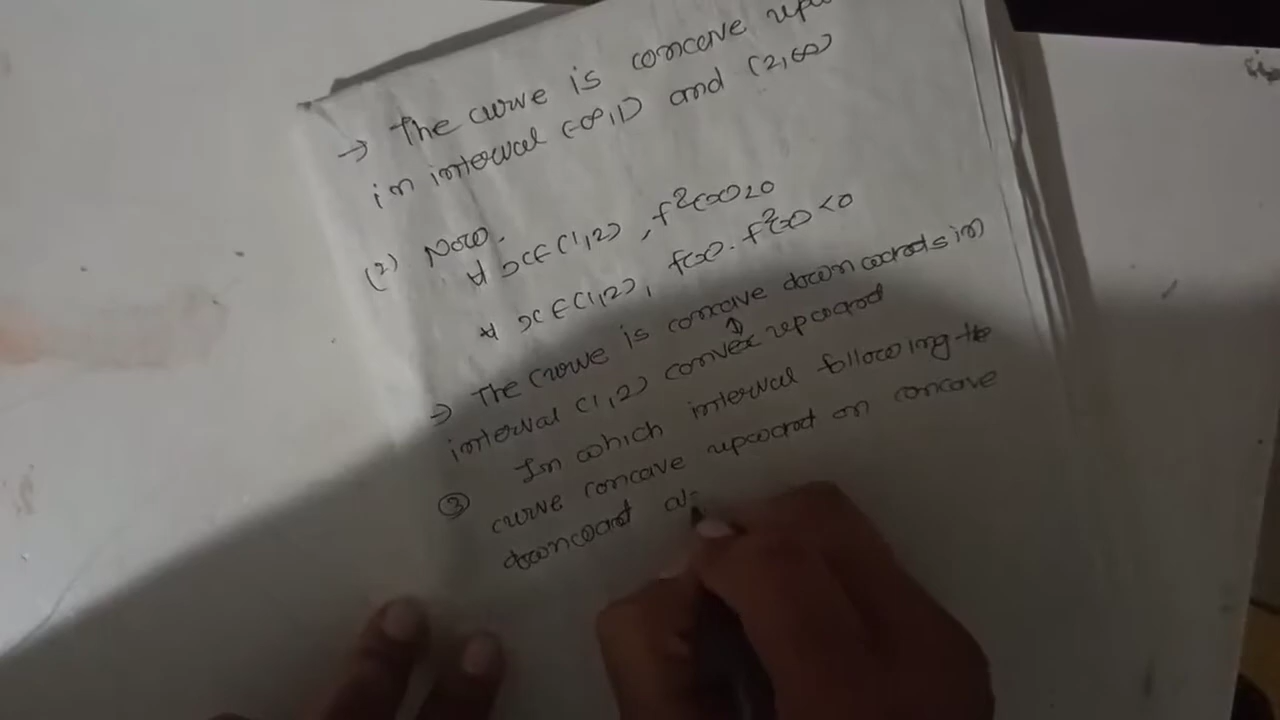 → The curve is concave
in interval (-∞,1) and (2,∞)
(2) Now.
∀ x∈(1,2), f²(x)<0
∀ x∈(1,2), f(x).f²(x)<0
→ The curve is concave downwards in
interval (1,2) convex upward
③ In which interval following the
curve concave upward on concave
downward